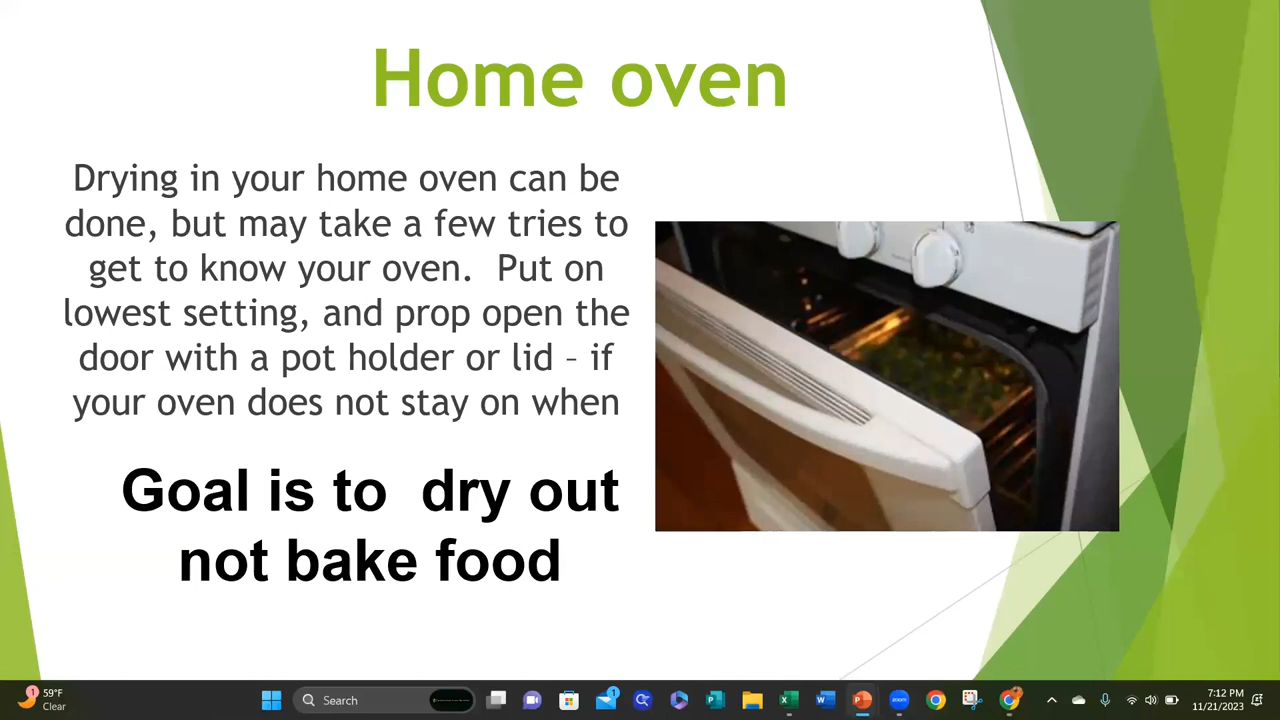 Home oven
Drying in your home oven can be
done, but may take a few tries to
get to know your oven.  Put on
lowest setting, and prop open the
door with a pot holder or lid – if
your oven does not stay on when
Goal is to  dry out
not bake food
1
59°F
Clear
Search
1
zoom
7:12 PM
11/21/2023